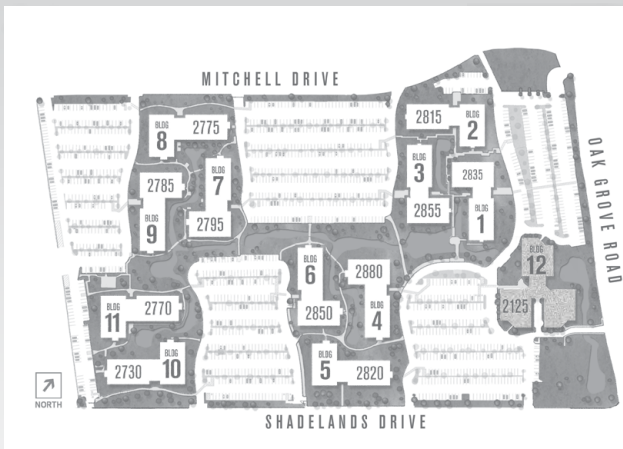 MITCHELL DRIVE
BLDG
8
2775
2815
BLDG
2
OAK GROVE ROAD
2785
BLDG
7
BLDG
3
2835
BLDG
9
2795
2855
BLDG
1
BLDG
6
2880
BLDG
12
BLDG
11
2770
2850
BLDG
4
2125
2730
BLDG
10
BLDG
5
2820
NORTH
SHADELANDS DRIVE